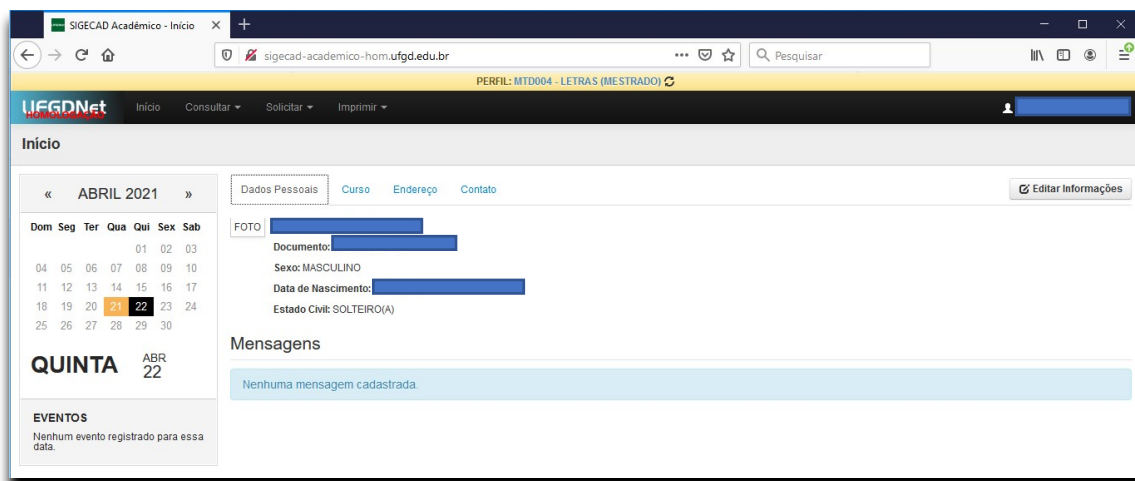 SIGECAD Acadêmico - Início
sigecad-academico-hom.ufgd.edu.br
Pesquisar
PERFIL: MTD004 - LETRAS (MESTRADO)
UFGDNet
HOMOLOGAÇÃO
Início Consultar Solicitar Imprimir
Início
« ABRIL 2021 »
Dom Seg Ter Qua Qui Sex Sab
01 02 03
04 05 06 07 08 09 10
11 12 13 14 15 16 17
18 19 20 21 22 23 24
25 26 27 28 29 30
QUINTA ABR 22
EVENTOS
Nenhum evento registrado para essa
data.
Dados Pessoais Curso Endereço Contato
Editar Informações
FOTO
Documento:
Sexo: MASCULINO
Data de Nascimento:
Estado Civil: SOLTEIRO(A)
Mensagens
Nenhuma mensagem cadastrada.